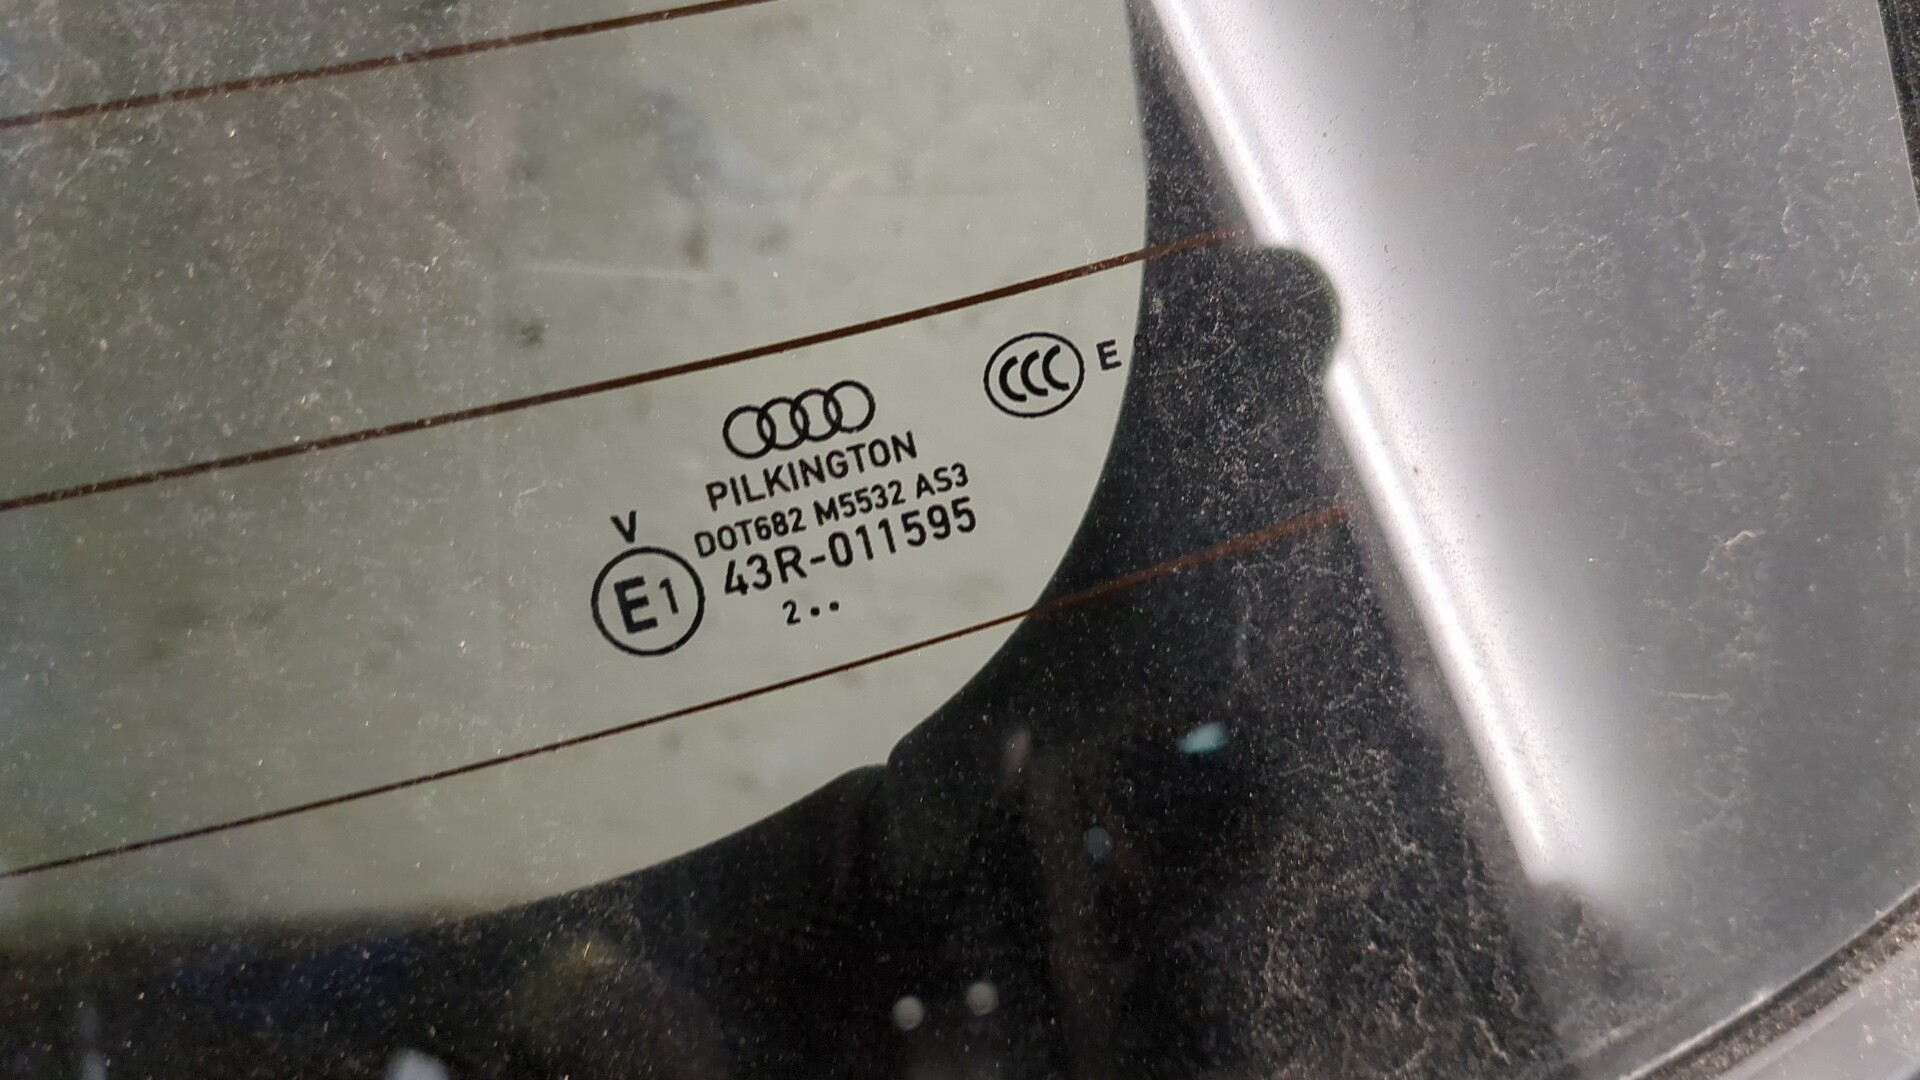 CCC E
PILKINGTON
DOT682 M5532 AS3
V
E1 43R-011595
2..